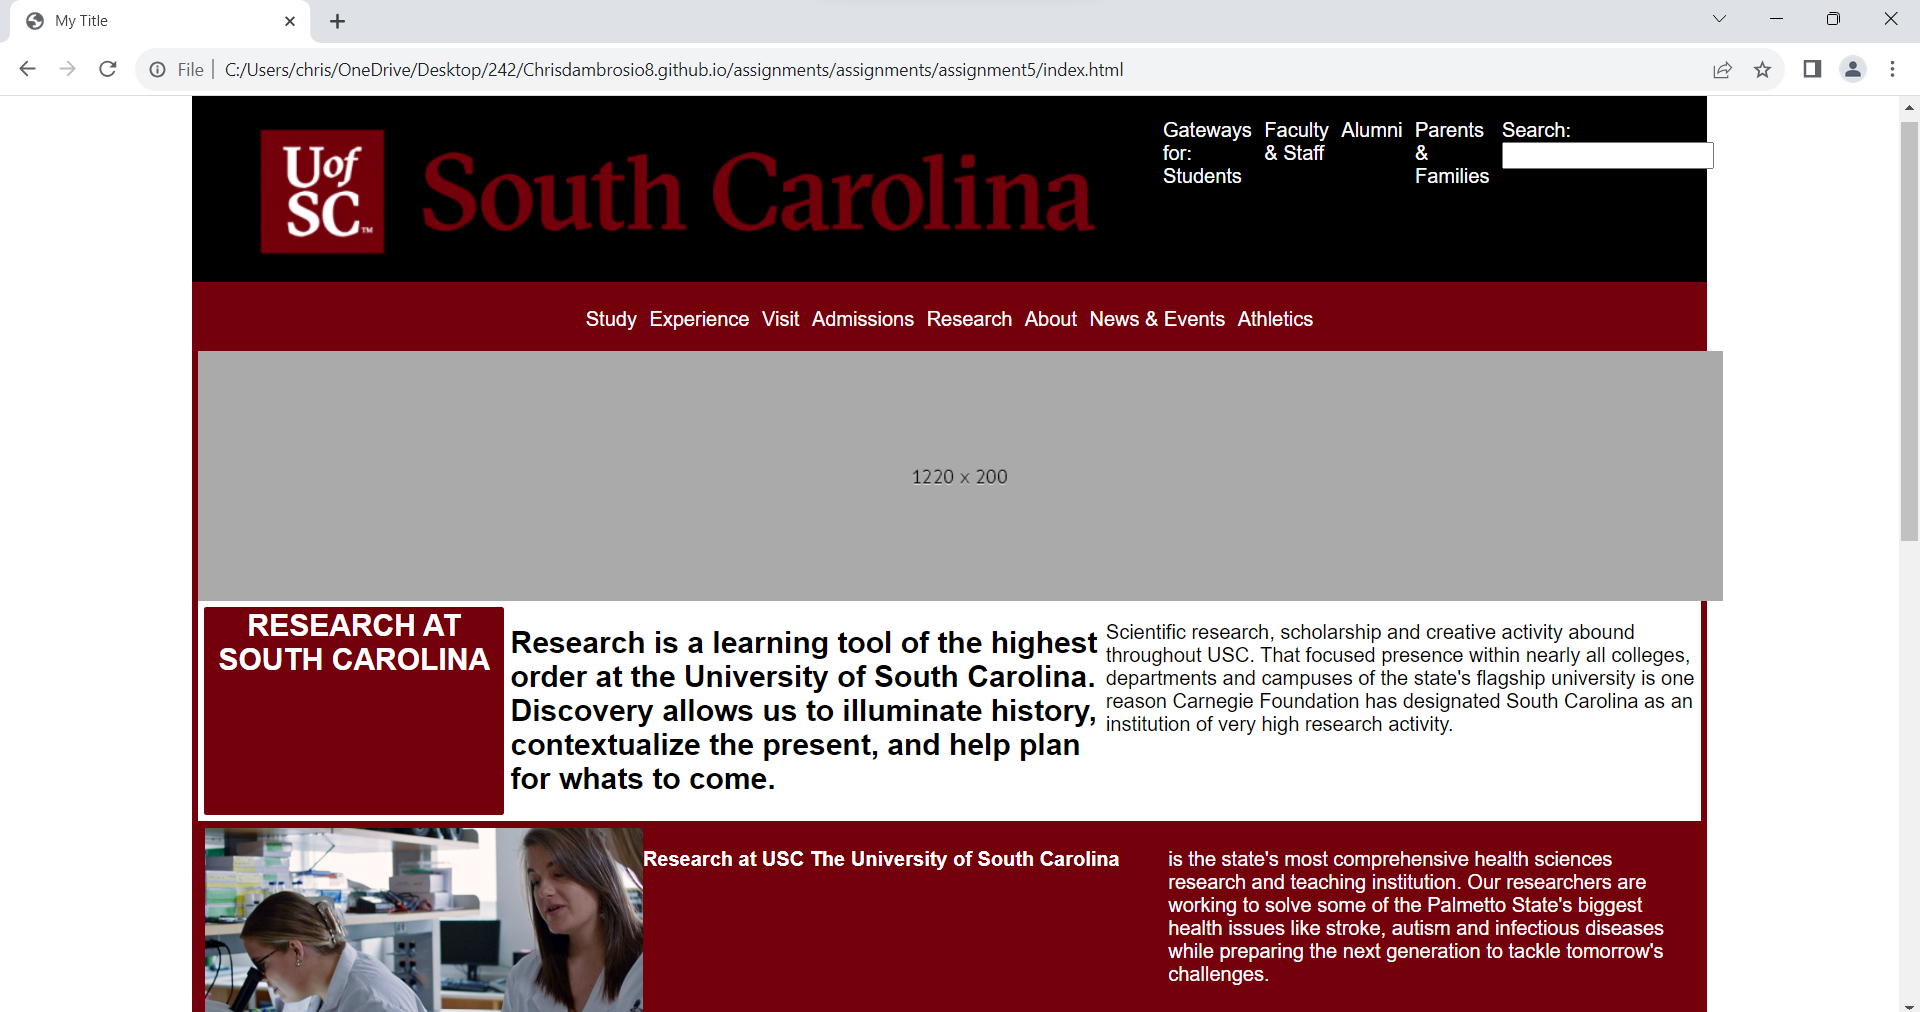 My Title
File
C:/Users/chris/OneDrive/Desktop/242/Chrisdambrosio8.github.io/assignments/assignments/assignment5/index.html
Uof
SC™
South Carolina
Gateways
for:
Students
Faculty
& Staff
Alumni
Parents
&
Families
Search:
Study Experience Visit Admissions Research About News & Events Athletics
1220 x 200
RESEARCH AT
SOUTH CAROLINA
Research is a learning tool of the highest
order at the University of South Carolina.
Discovery allows us to illuminate history,
contextualize the present, and help plan
for whats to come.
Scientific research, scholarship and creative activity abound
throughout USC. That focused presence within nearly all colleges,
departments and campuses of the state's flagship university is one
reason Carnegie Foundation has designated South Carolina as an
institution of very high research activity.
Research at USC The University of South Carolina
is the state's most comprehensive health sciences
research and teaching institution. Our researchers are
working to solve some of the Palmetto State's biggest
health issues like stroke, autism and infectious diseases
while preparing the next generation to tackle tomorrow's
challenges.